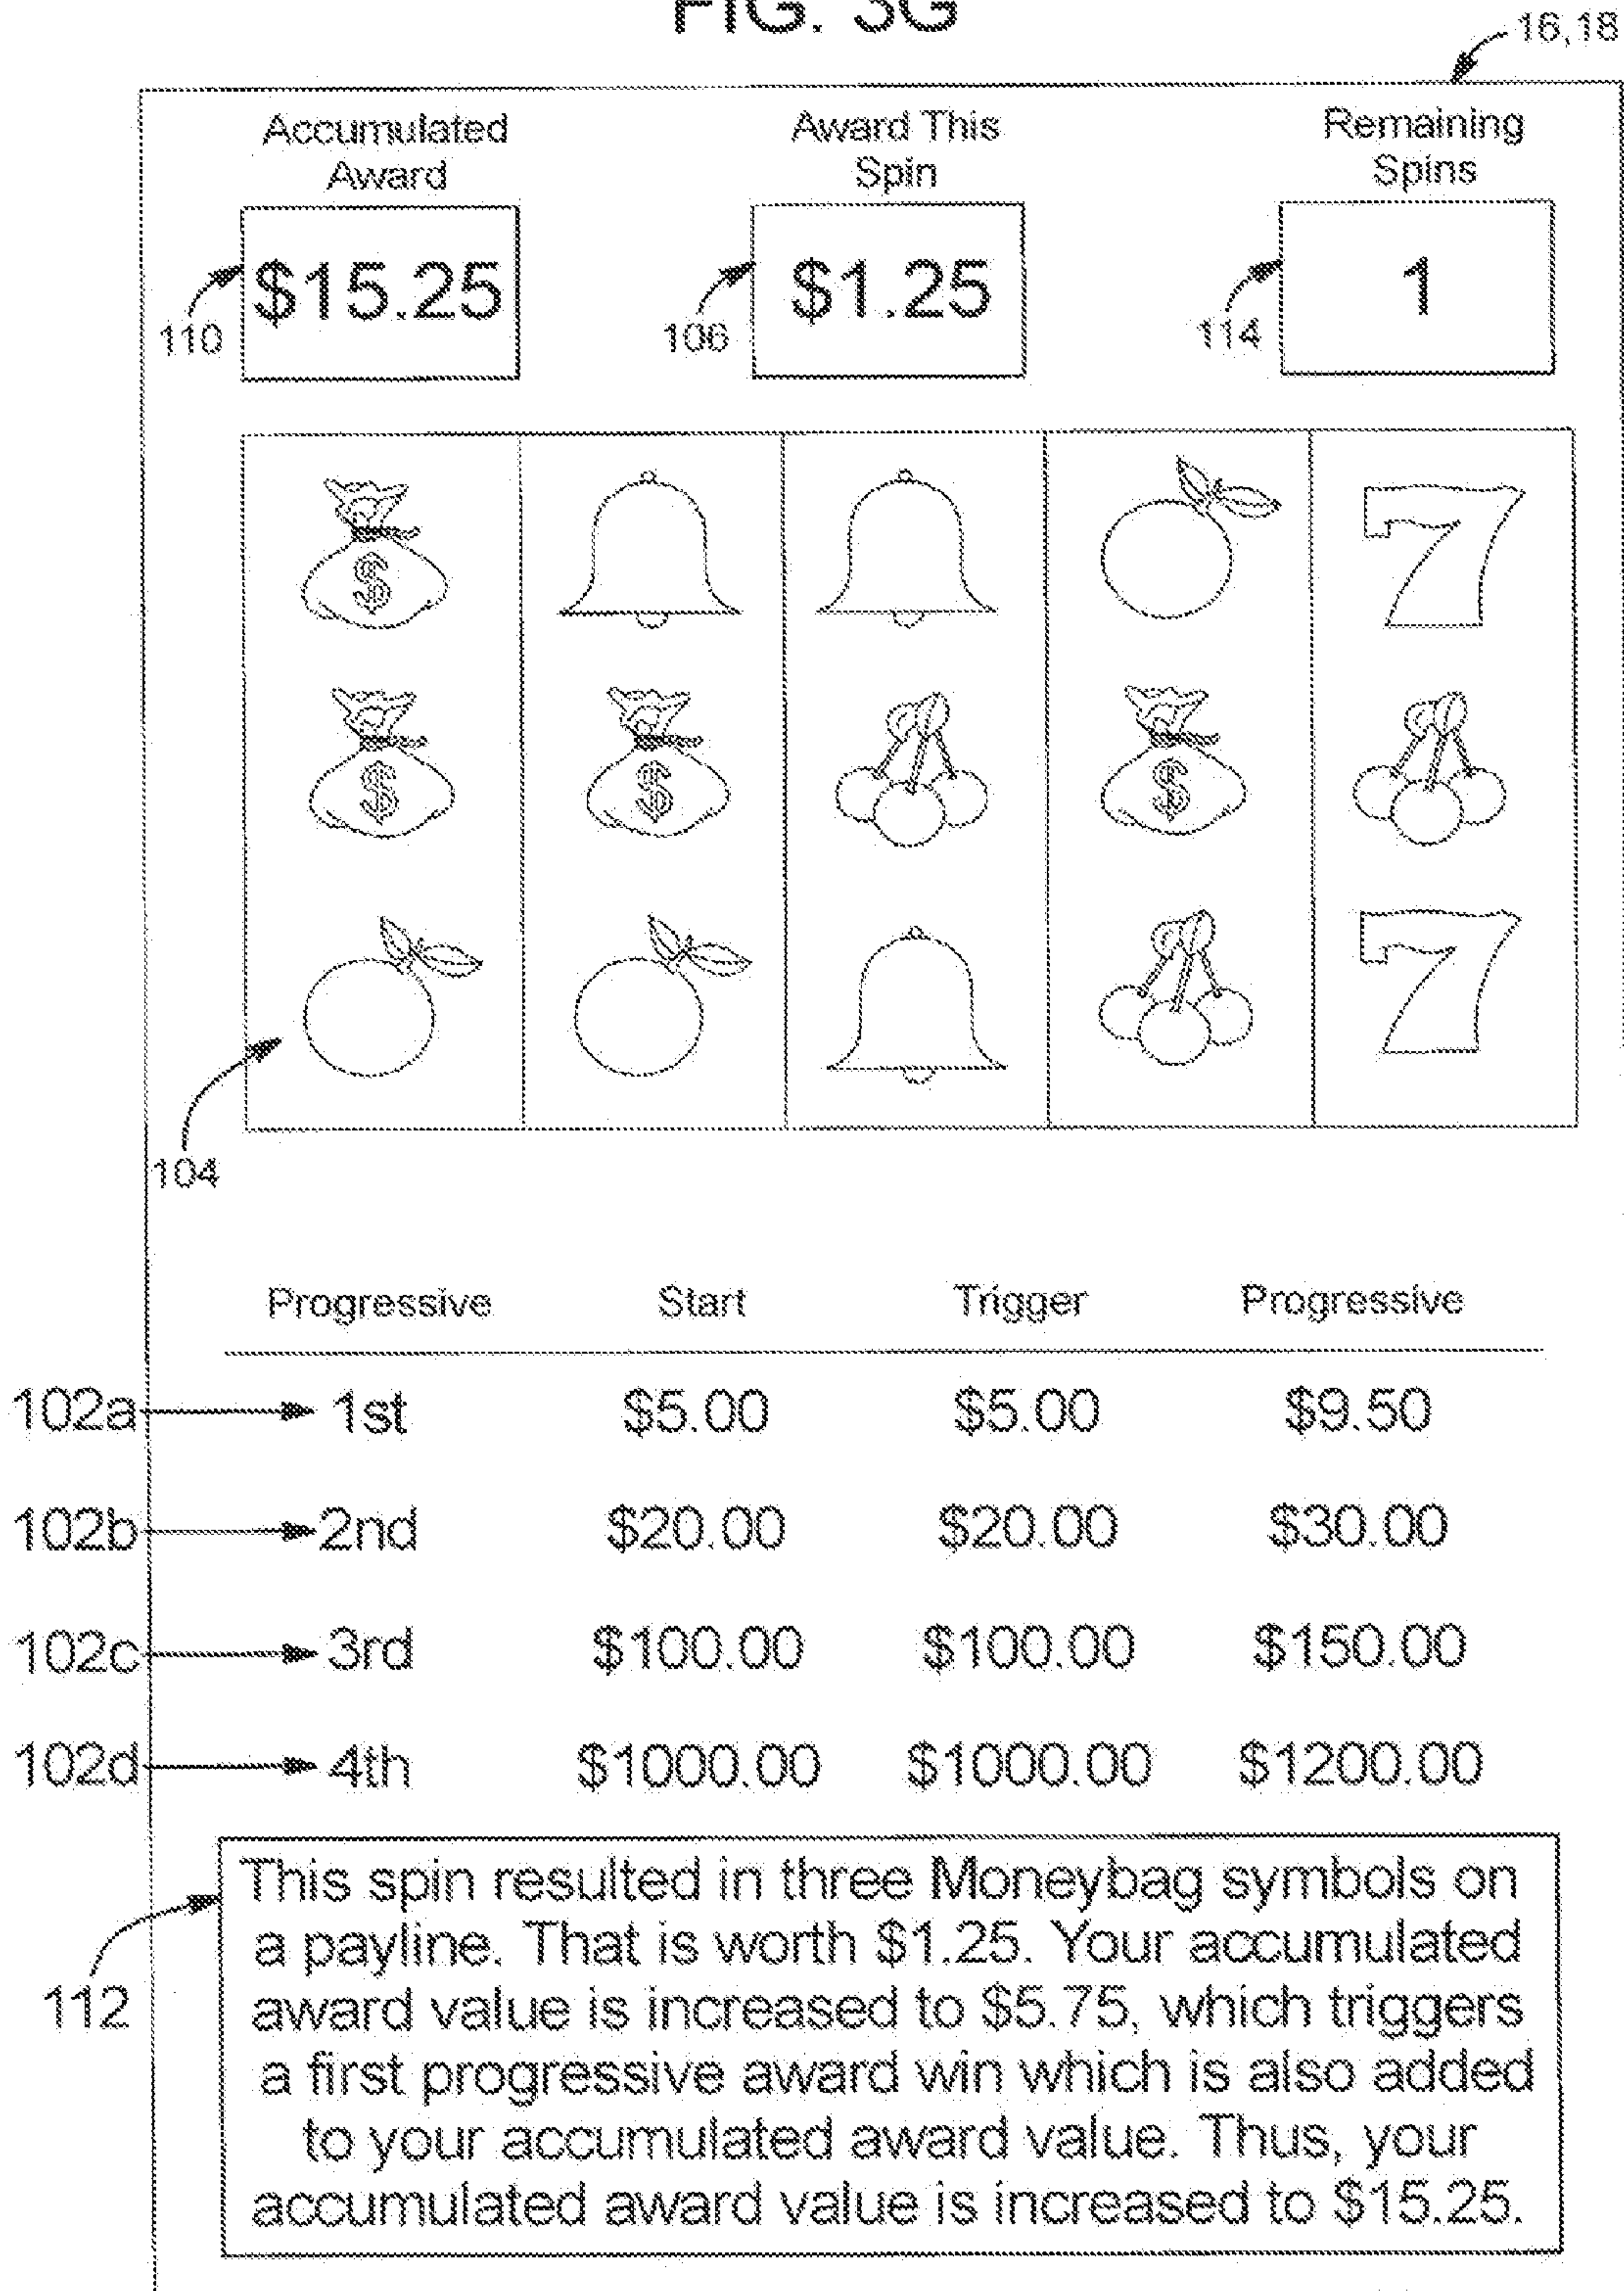 FIG. 3G
16,18
Accumulated Award This Remaining
Award Spin Spins
$15.25 $1.25 1
110 106 114
$ 7
$ $ $
7
104
Progressive Start Trigger Progressive
102a 1st $5.00 $5.00 $9.50
102b 2nd $20.00 $20.00 $30.00
102c 3rd $100.00 $100.00 $150.00
102d 4th $1000.00 $1000.00 $1200.00
This spin resulted in three Moneybag symbols on
a payline. That is worth $1.25. Your accumulated
award value is increased to $5.75, which triggers
112 a first progressive award win which is also added
to your accumulated award value. Thus, your
accumulated award value is increased to $15.25.